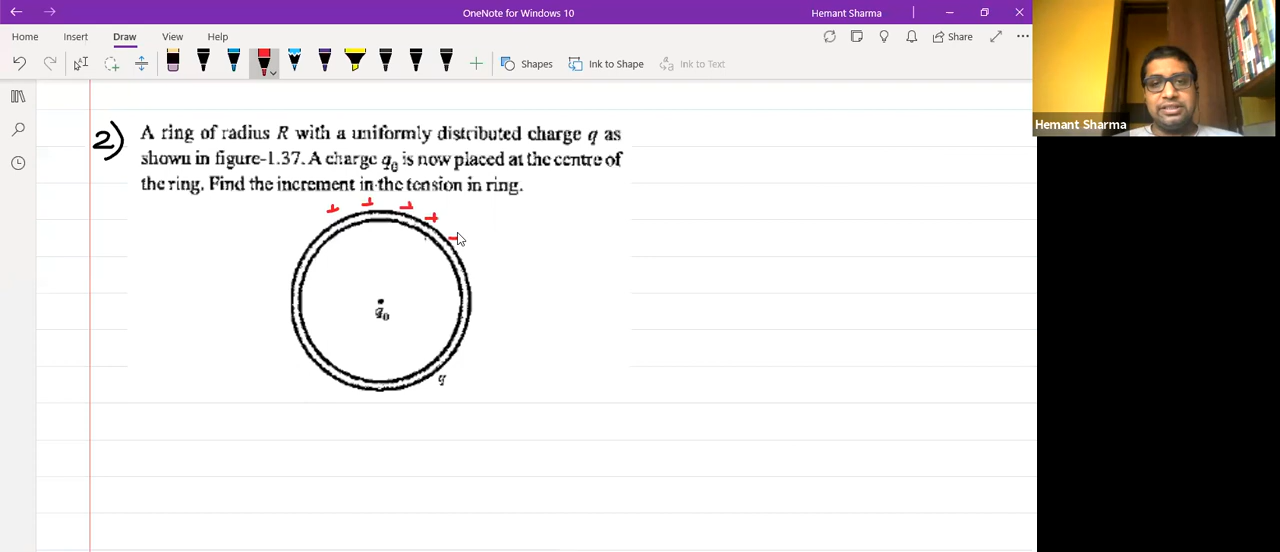 OneNote for Windows 10
Hemant Sharma
Home Insert Draw View Help
Share
Shapes
Ink to Shape
Ink to Text
2)
A ring of radius R with a uniformly distributed charge q as
shown in figure-1.37. A charge q₀ is now placed at the centre of
the ring. Find the increment in the tension in ring.
q₀
q
Hemant Sharma